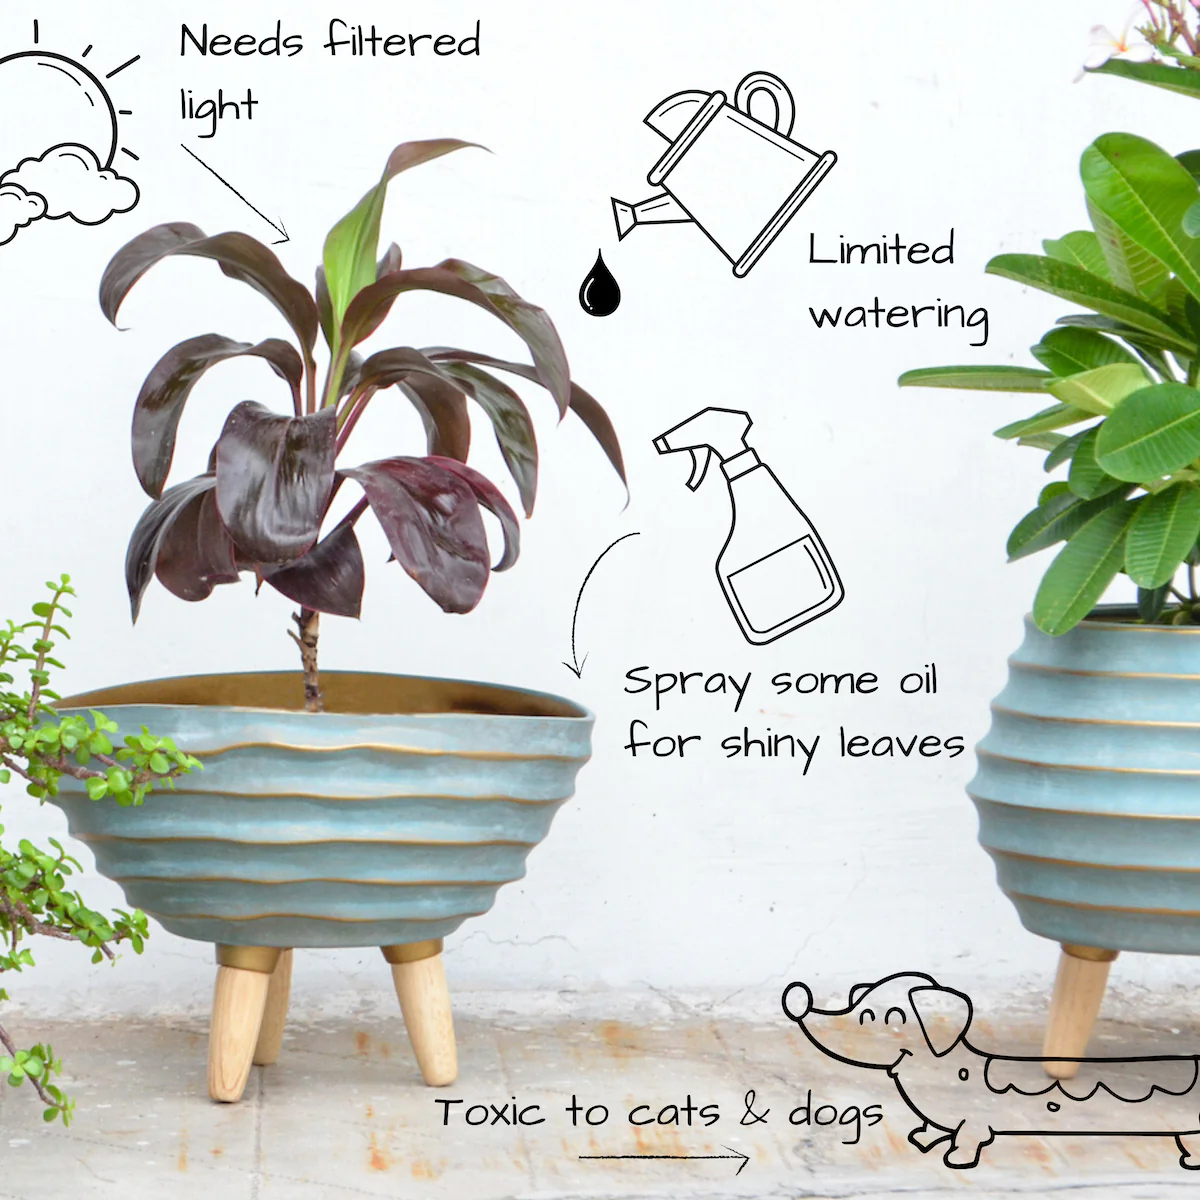 Needs filtered
light
Limited
watering
Spray some oil
for shiny leaves
Toxic to cats & dogs